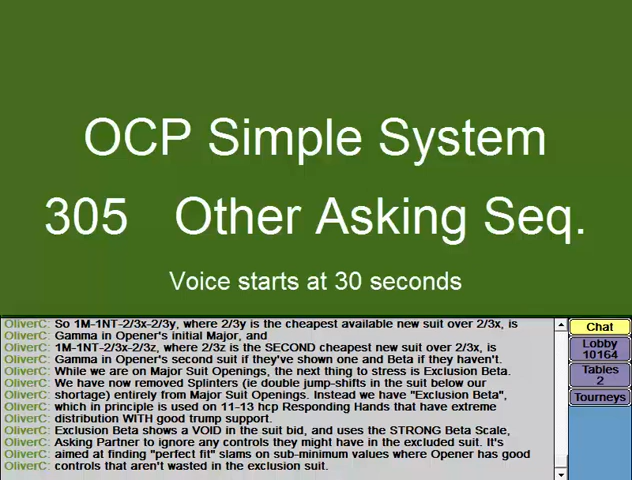 OCP Simple System
305 Other Asking Seq.
Voice starts at 30 seconds
OliverC: So 1M-1NT-2/3x-2/3y, where 2/3y is the cheapest available new suit over 2/3x, is
OliverC: Gamma in Opener's initial Major, and
OliverC: 1M-1NT-2/3x-2/3z, where 2/3z is the SECOND cheapest new suit over 2/3x, is
OliverC: Gamma in Opener's second suit if they've shown one and Beta if they haven't.
OliverC: While we are on Major Suit Openings, the next thing to stress is Exclusion Beta.
OliverC: We have now removed Splinters (ie double jump-shifts in the suit below our
OliverC: shortage) entirely from Major Suit Openings. Instead we have "Exclusion Beta",
OliverC: which in principle is used on 11-13 hcp Responding Hands that have extreme
OliverC: distribution WITH good trump support.
OliverC: Exclusion Beta shows a VOID in the suit bid, and uses the STRONG Beta Scale,
OliverC: Asking Partner to ignore any controls they might have in the excluded suit. It's
OliverC: aimed at finding "perfect fit" slams on sub-minimum values where Opener has good
OliverC: controls that aren't wasted in the exclusion suit.
Chat
Lobby
10164
Tables
2
Tourneys